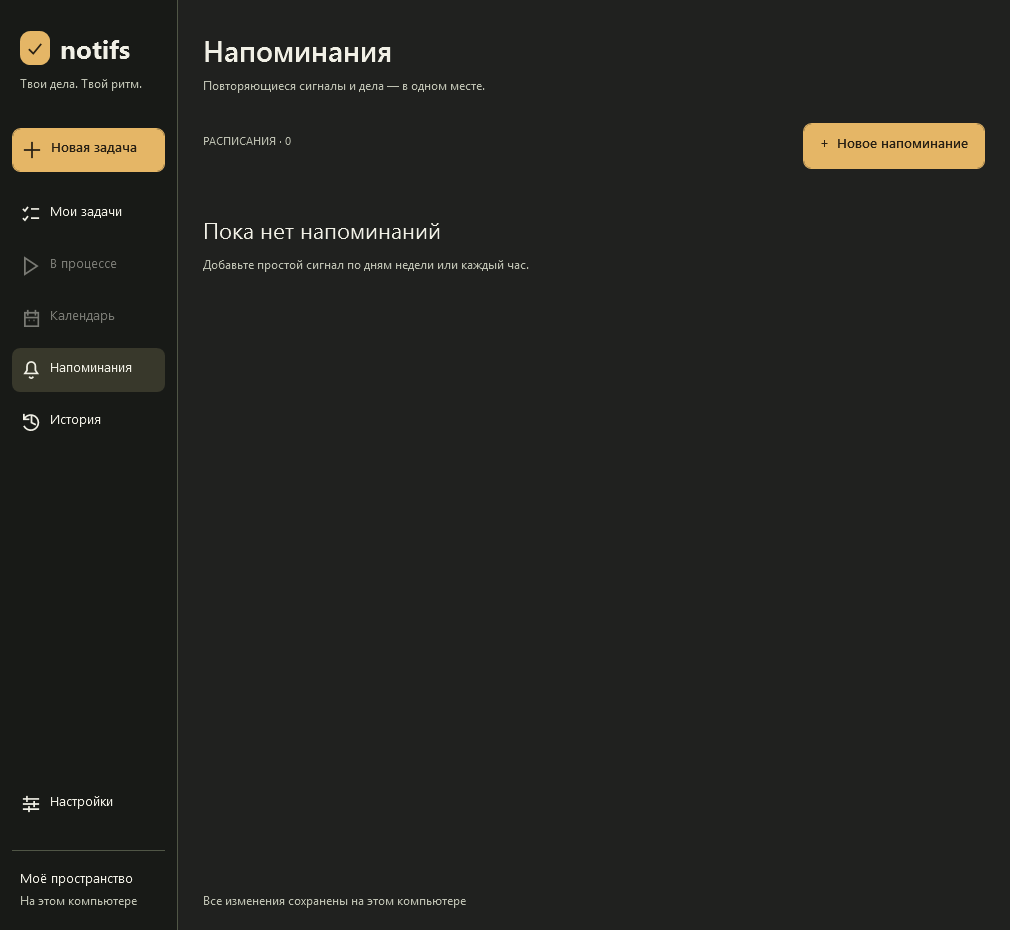 notifs
Твои дела. Твой ритм.
Новая задача
Мои задачи
В процессе
Календарь
Напоминания
История
Настройки
Моё пространство
На этом компьютере
Напоминания
Повторяющиеся сигналы и дела — в одном месте.
РАСПИСАНИЯ · 0
+ Новое напоминание
Пока нет напоминаний
Добавьте простой сигнал по дням недели или каждый час.
Все изменения сохранены на этом компьютере